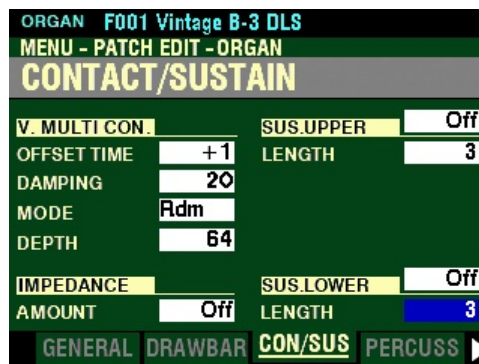 ORGAN F001 Vintage B-3 DLS
MENU - PATCH EDIT - ORGAN
CONTACT/SUSTAIN
V. MULTI CON. SUS.UPPER Off
OFFSET TIME +1 LENGTH 3
DAMPING 20
MODE Rdm
DEPTH 64
IMPEDANCE SUS.LOWER Off
AMOUNT Off LENGTH 3
GENERAL DRAWBAR CON/SUS PERCUSS